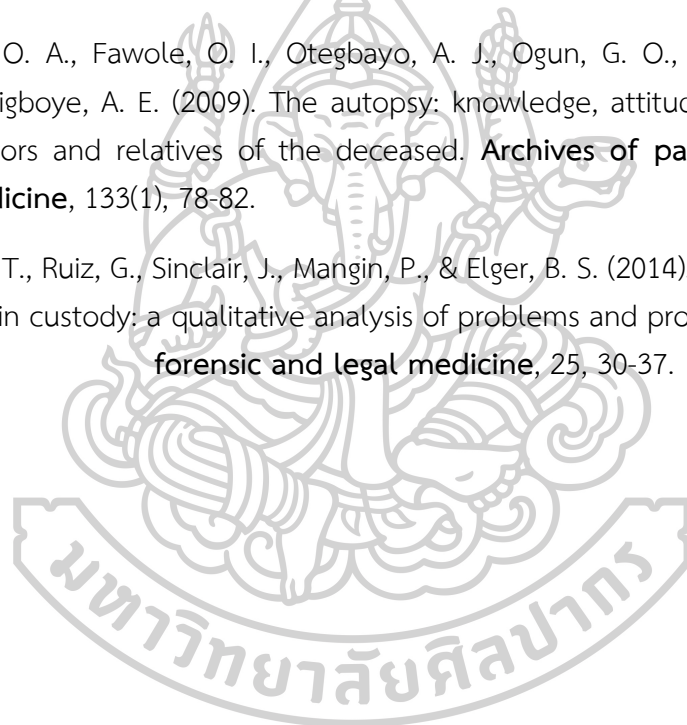 O. A., Fawole, O. I., Otegbayo, A. J., Ogun, G. O.,
igboye, A. E. (2009). The autopsy: knowledge, attitud
ors and relatives of the deceased. Archives of pa
dicine, 133(1), 78-82.
T., Ruiz, G., Sinclair, J., Mangin, P., & Elger, B. S. (2014)
in custody: a qualitative analysis of problems and pro
forensic and legal medicine, 25, 30-37.
มหาวิทยาลัยศิลปากร